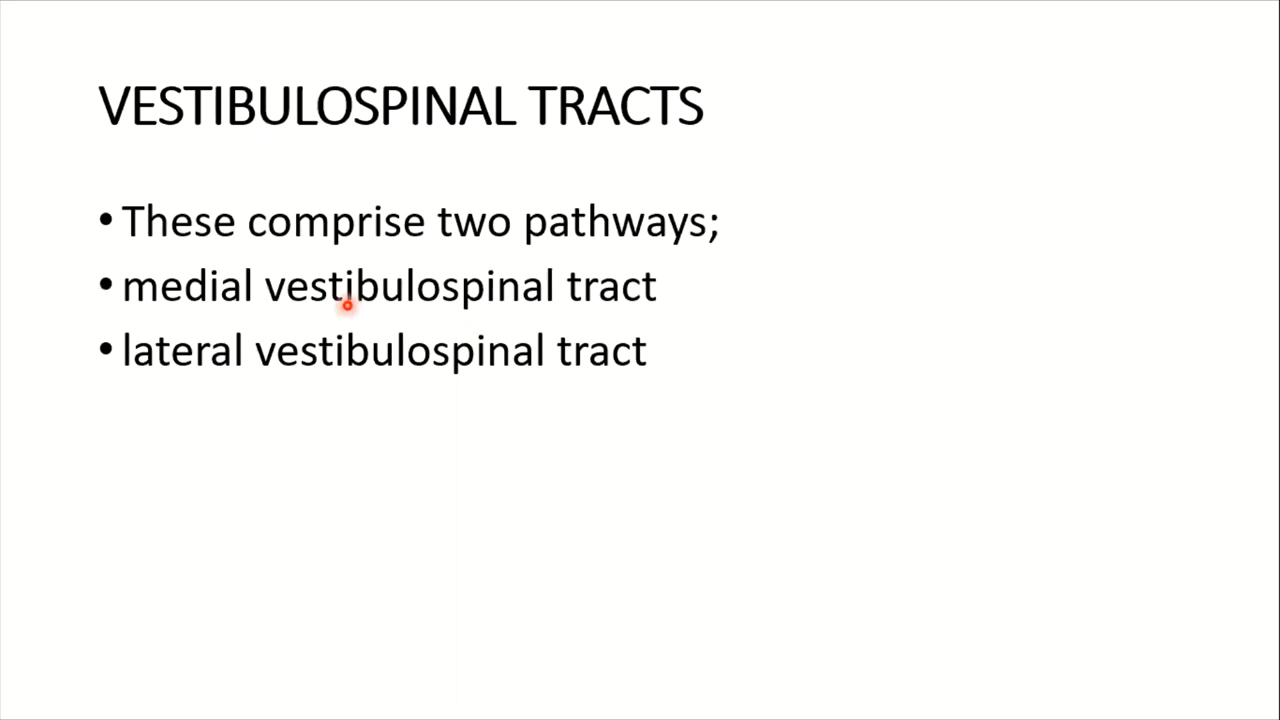 VESTIBULOSPINAL TRACTS
• These comprise two pathways;
• medial vestibulospinal tract
• lateral vestibulospinal tract